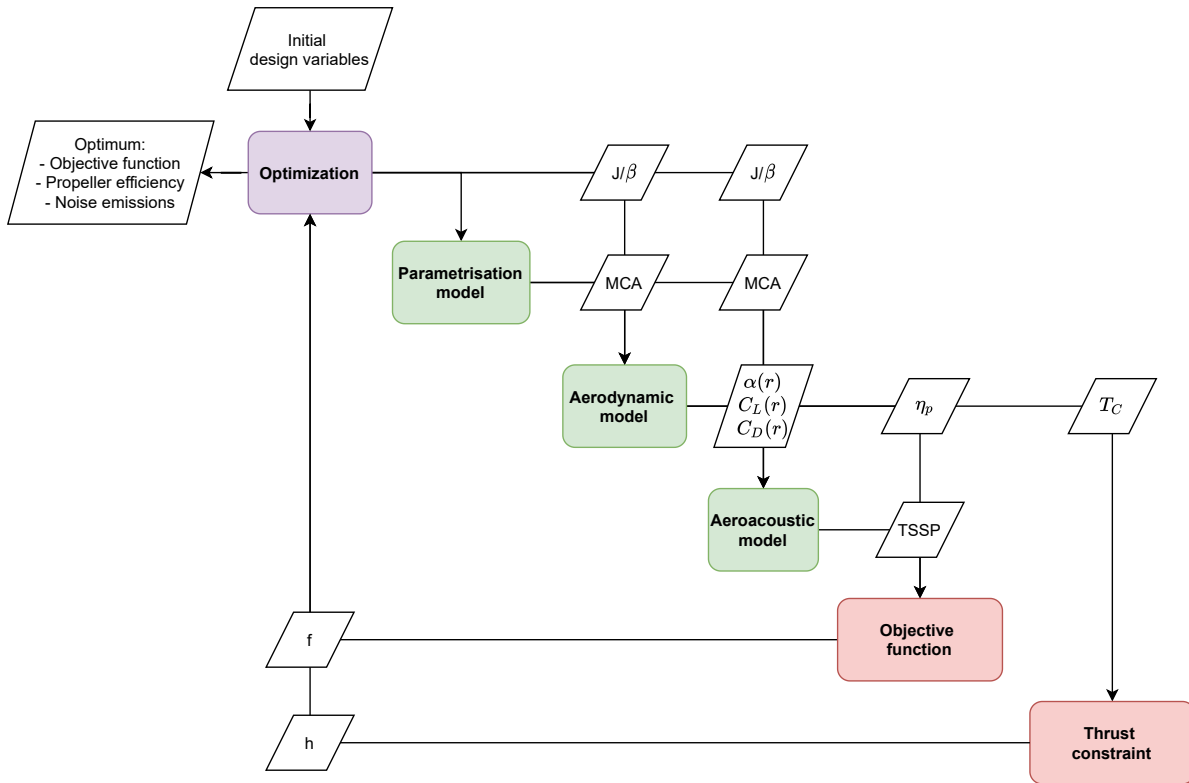 Initial
design variables
Optimum:
- Objective function
- Propeller efficiency
- Noise emissions
Optimization
J/β
J/β
Parametrisation
model
MCA
MCA
Aerodynamic
model
α(r)
C_L(r)
C_D(r)
η_p
T_C
Aeroacoustic
model
TSSP
Objective
function
f
Thrust
constraint
h